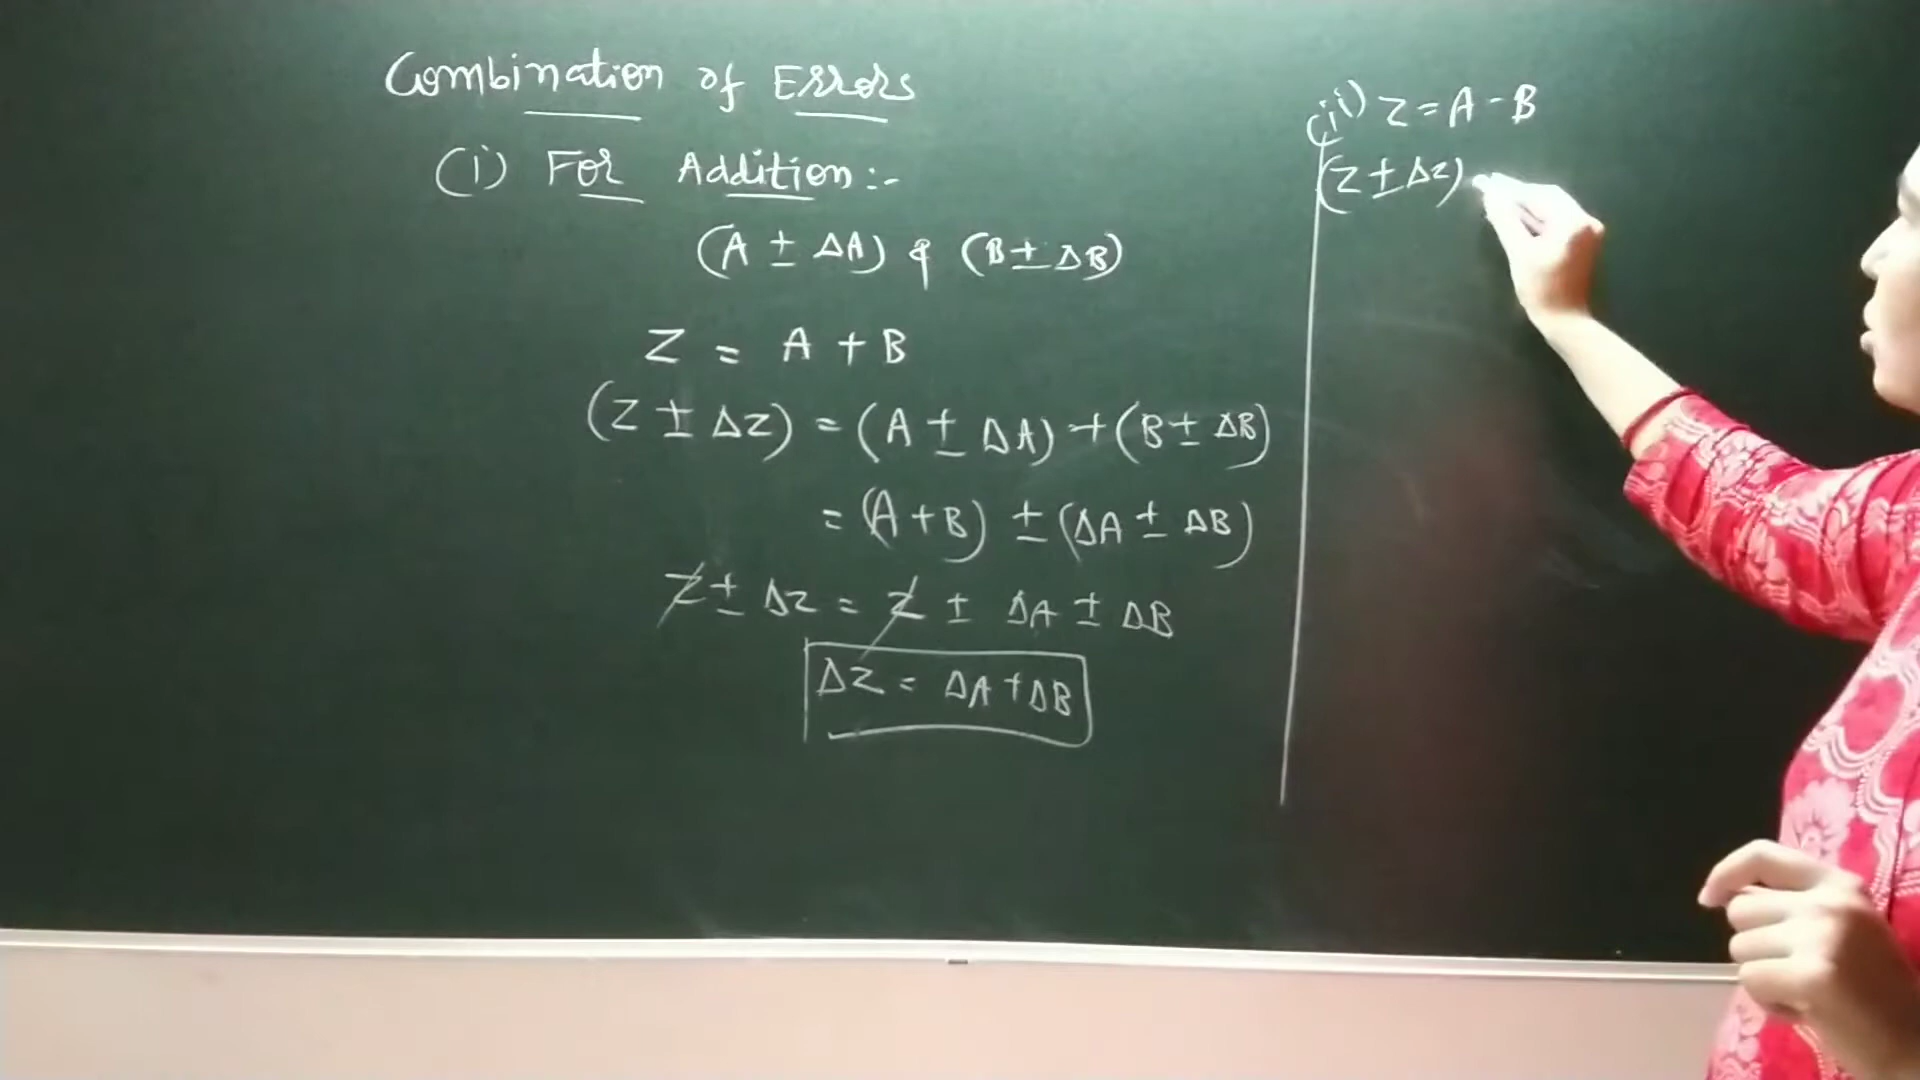 Combination of Errors
(i) For Addition :-
(A ± ΔA) & (B ± ΔB)
Z = A + B
(Z ± ΔZ) = (A ± ΔA) + (B ± ΔB)
= (A + B) ± (ΔA ± ΔB)
Z ± ΔZ = Z ± ΔA ± ΔB
ΔZ = ΔA + ΔB
(ii) Z = A - B
(Z ± ΔZ)